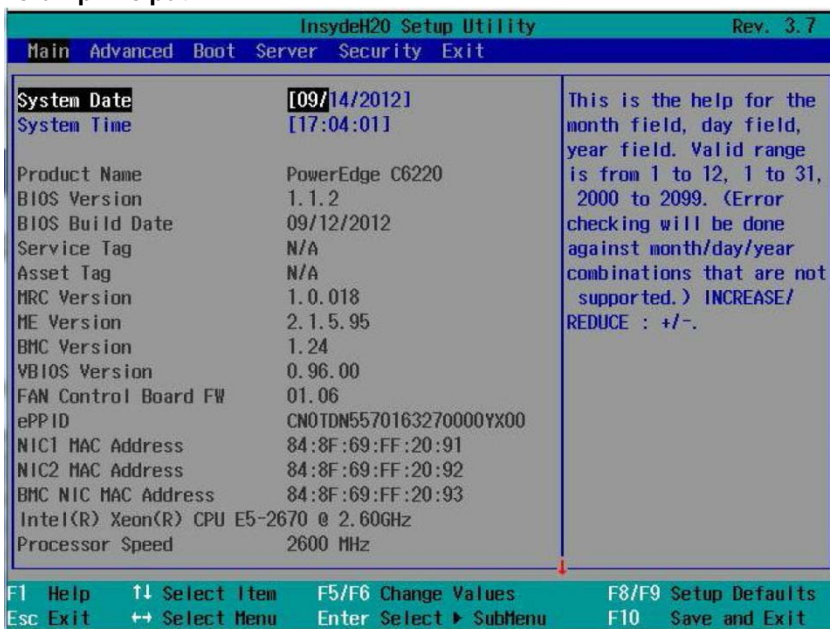 InsydeH2O Setup Utility Rev. 3.7
Main Advanced Boot Server Security Exit
System Date [09/14/2012]
System Time [17:04:01]
Product Name PowerEdge C6220
BIOS Version 1.1.2
BIOS Build Date 09/12/2012
Service Tag N/A
Asset Tag N/A
MRC Version 1.0.018
ME Version 2.1.5.95
BMC Version 1.24
VBIOS Version 0.96.00
FAN Control Board FW 01.06
ePPID CN0TDN5570163270000YX00
NIC1 MAC Address 84:8F:69:FF:20:91
NIC2 MAC Address 84:8F:69:FF:20:92
BMC NIC MAC Address 84:8F:69:FF:20:93
Intel(R) Xeon(R) CPU E5-2670 @ 2.60GHz
Processor Speed 2600 MHz
This is the help for the
month field, day field,
year field. Valid range
is from 1 to 12, 1 to 31,
2000 to 2099. (Error
checking will be done
against month/day/year
combinations that are not
supported.) INCREASE/
REDUCE : +/-.
F1 Help ↑↓ Select Item F5/F6 Change Values F8/F9 Setup Defaults
Esc Exit ↔ Select Menu Enter Select ▶ SubMenu F10 Save and Exit